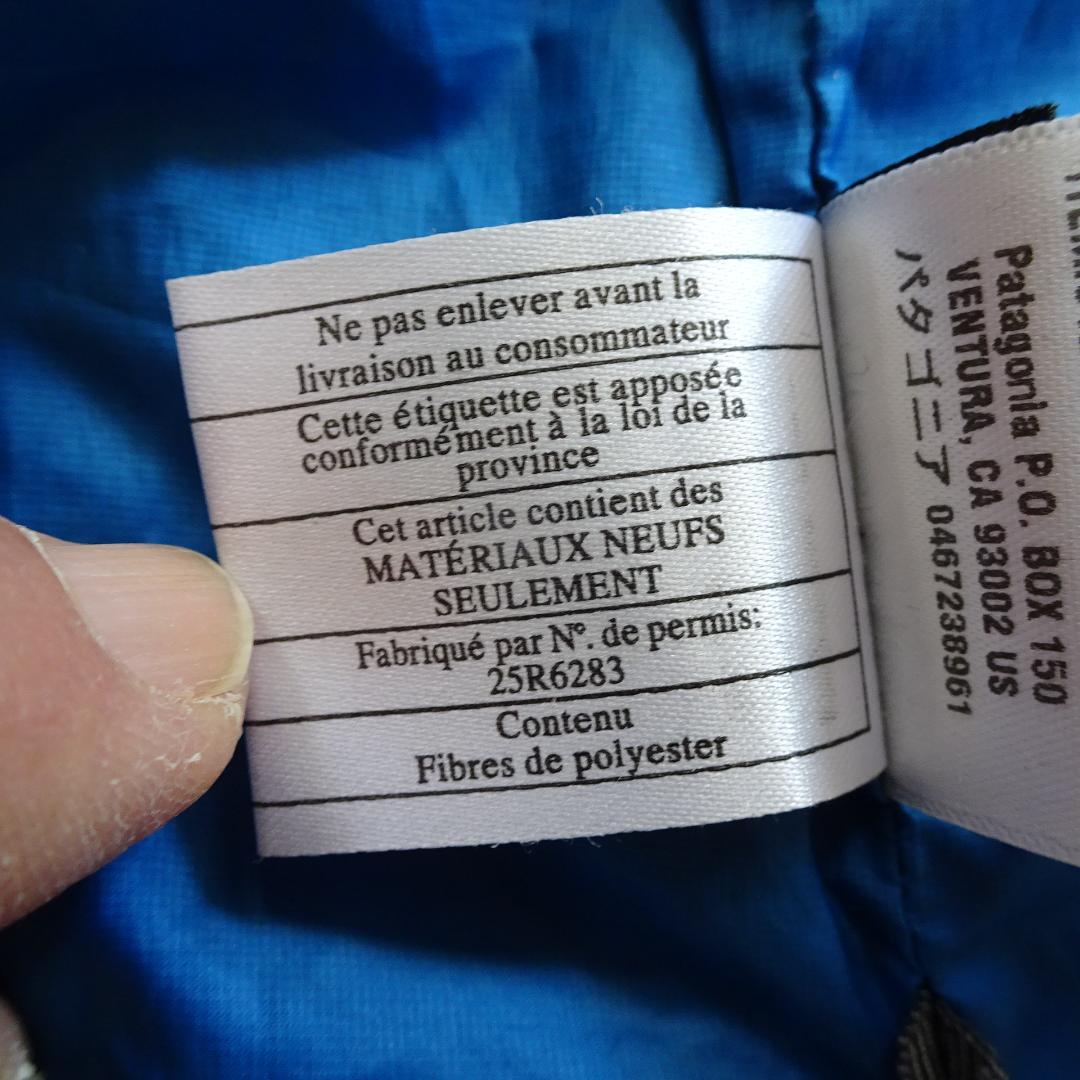 Ne pas enlever avant la
livraison au consommateur
Cette étiquette est apposée
conformément à la loi de la
province
Cet article contient des
MATÉRIAUX NEUFS
SEULEMENT
Fabriqué par Nº. de permis:
25R6283
Contenu
Fibres de polyester
Patagonia P.O. BOX 150
VENTURA, CA 93002 US
パタゴニア 0467238961